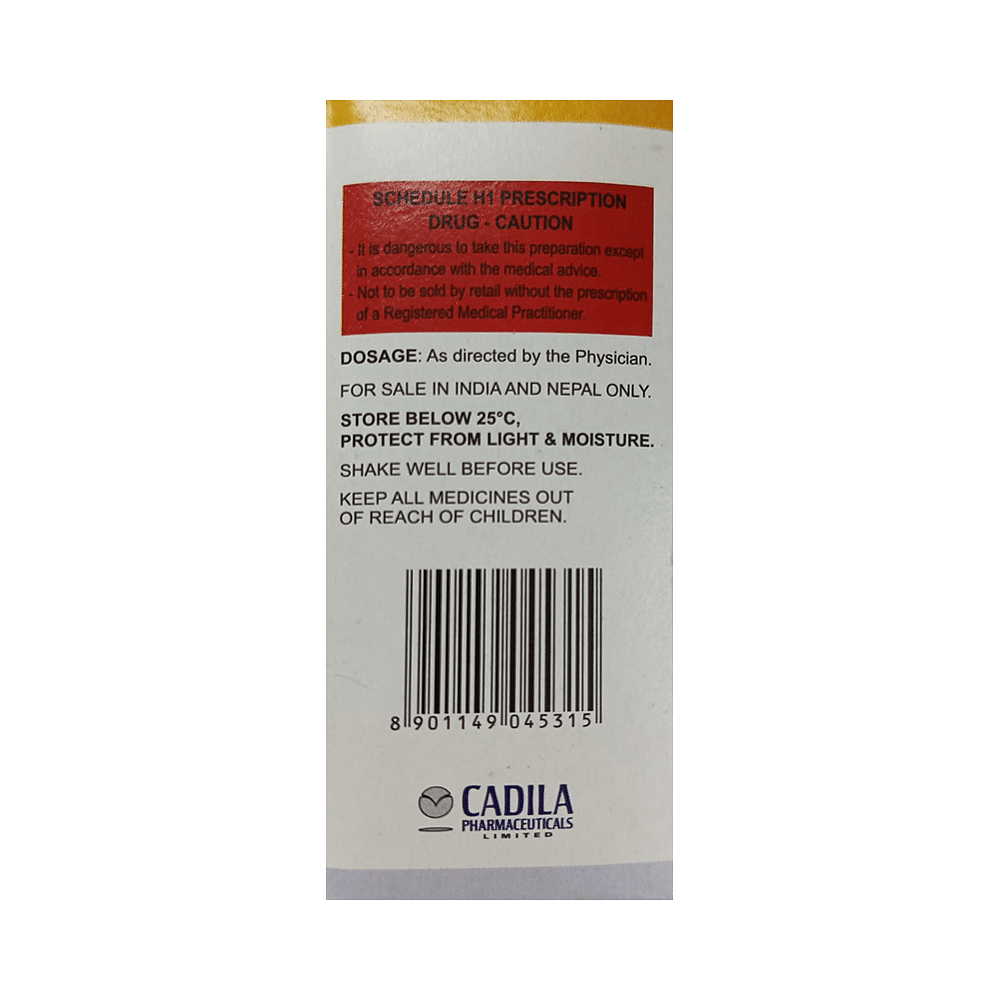 SCHEDULE H1 PRESCRIPTION
DRUG - CAUTION
- It is dangerous to take this preparation except
in accordance with the medical advice.
- Not to be sold by retail without the prescription
of a Registered Medical Practitioner.
DOSAGE: As directed by the Physician.
FOR SALE IN INDIA AND NEPAL ONLY.
STORE BELOW 25°C,
PROTECT FROM LIGHT & MOISTURE.
SHAKE WELL BEFORE USE.
KEEP ALL MEDICINES OUT
OF REACH OF CHILDREN.
8 901149 045315
CADILA
PHARMACEUTICALS
LIMITED